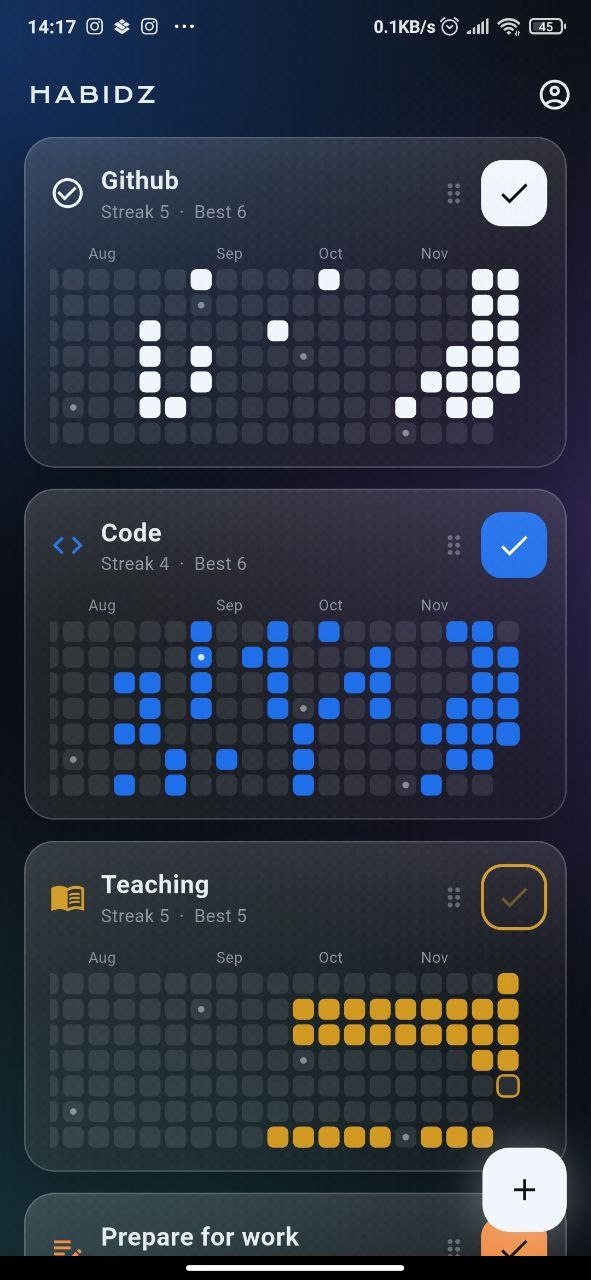 14:17 0.1KB/s 45
HABIDZ
Github
Streak 5 · Best 6
Aug Sep Oct Nov
Code
Streak 4 · Best 6
Aug Sep Oct Nov
Teaching
Streak 5 · Best 5
Aug Sep Oct Nov
Prepare for work